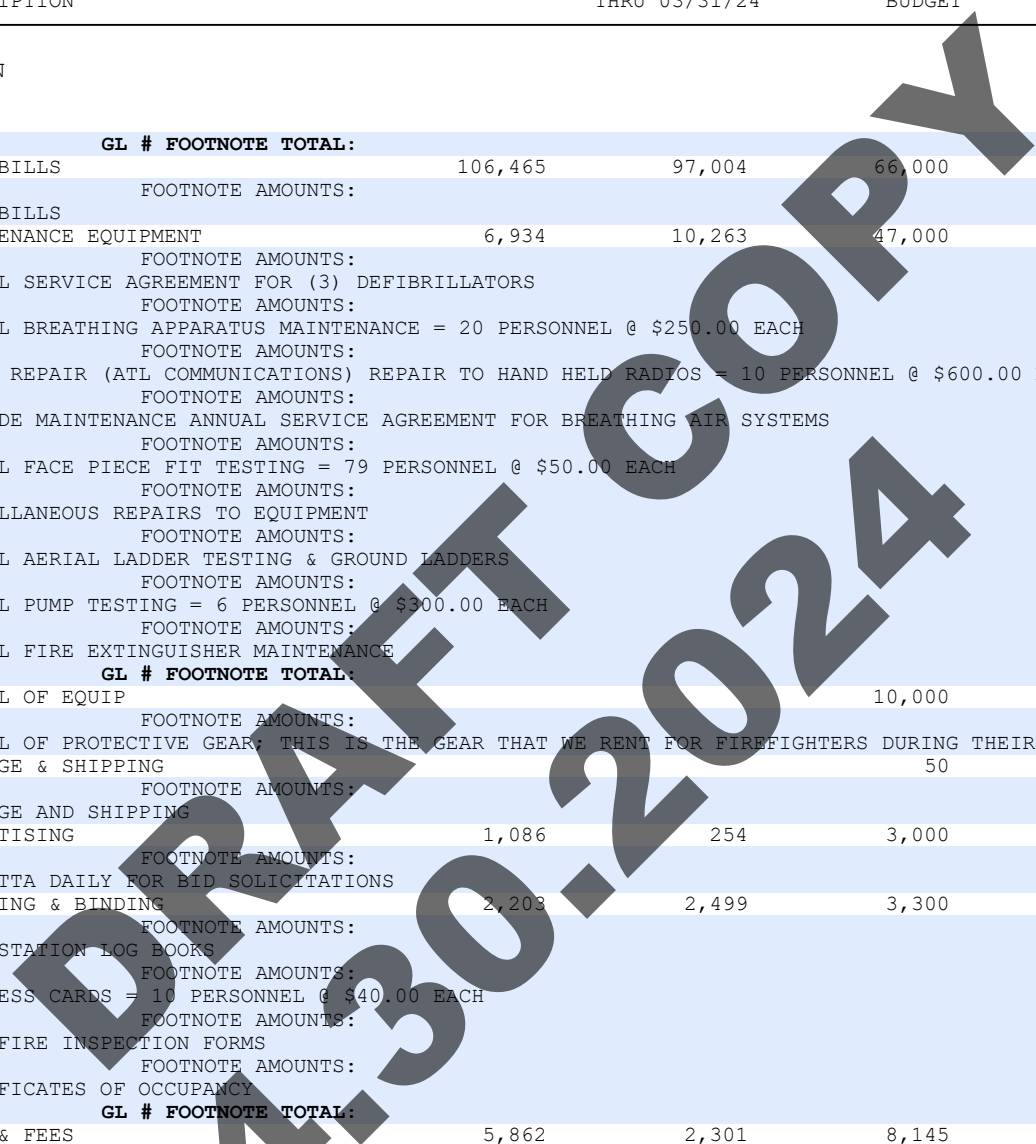 IPTION THRU 03/31/24 BUDGET
N
GL # FOOTNOTE TOTAL:
BILLS 106,465 97,004 66,000
FOOTNOTE AMOUNTS:
BILLS
ENANCE EQUIPMENT 6,934 10,263 47,000
FOOTNOTE AMOUNTS:
L SERVICE AGREEMENT FOR (3) DEFIBRILLATORS
FOOTNOTE AMOUNTS:
L BREATHING APPARATUS MAINTENANCE = 20 PERSONNEL @ $250.00 EACH
FOOTNOTE AMOUNTS:
REPAIR (ATL COMMUNICATIONS) REPAIR TO HAND HELD RADIOS = 10 PERSONNEL @ $600.00
FOOTNOTE AMOUNTS:
DE MAINTENANCE ANNUAL SERVICE AGREEMENT FOR BREATHING AIR SYSTEMS
FOOTNOTE AMOUNTS:
L FACE PIECE FIT TESTING = 79 PERSONNEL @ $50.00 EACH
FOOTNOTE AMOUNTS:
LLANEOUS REPAIRS TO EQUIPMENT
FOOTNOTE AMOUNTS:
L AERIAL LADDER TESTING & GROUND LADDERS
FOOTNOTE AMOUNTS:
L PUMP TESTING = 6 PERSONNEL @ $300.00 EACH
FOOTNOTE AMOUNTS:
L FIRE EXTINGUISHER MAINTENANCE
GL # FOOTNOTE TOTAL:
L OF EQUIP 10,000
FOOTNOTE AMOUNTS:
L OF PROTECTIVE GEAR; THIS IS THE GEAR THAT WE RENT FOR FIREFIGHTERS DURING THEIR
GE & SHIPPING 50
FOOTNOTE AMOUNTS:
GE AND SHIPPING
TISING 1,086 254 3,000
FOOTNOTE AMOUNTS:
TTA DAILY FOR BID SOLICITATIONS
ING & BINDING 2,203 2,499 3,300
FOOTNOTE AMOUNTS:
STATION LOG BOOKS
FOOTNOTE AMOUNTS:
ESS CARDS = 10 PERSONNEL @ $40.00 EACH
FOOTNOTE AMOUNTS:
FIRE INSPECTION FORMS
FOOTNOTE AMOUNTS:
FICATES OF OCCUPANCY
GL # FOOTNOTE TOTAL:
& FEES 5,862 2,301 8,145
DRAFT COPY
4.30.2024